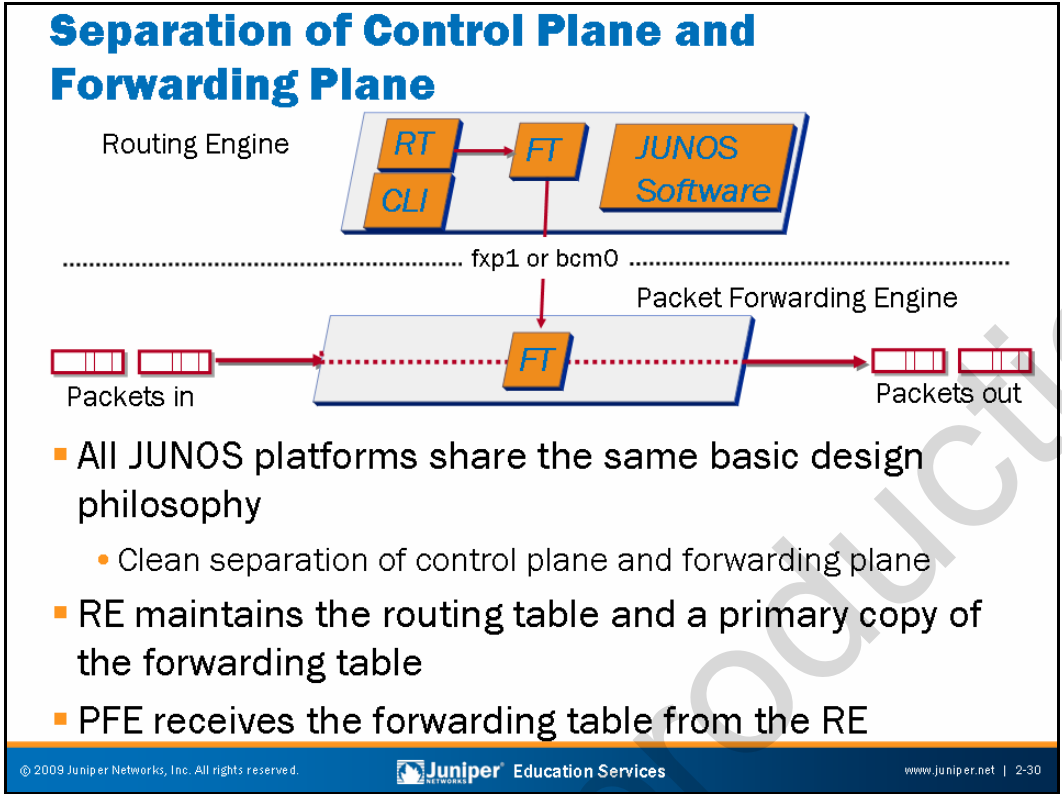 Separation of Control Plane and
Forwarding Plane
Routing Engine
RT
FT
JUNOS
Software
CLI
fxp1 or bcm0
Packet Forwarding Engine
FT
Packets in
Packets out
▪ All JUNOS platforms share the same basic design
philosophy
• Clean separation of control plane and forwarding plane
▪ RE maintains the routing table and a primary copy of
the forwarding table
▪ PFE receives the forwarding table from the RE
© 2009 Juniper Networks, Inc. All rights reserved.
Juniper NETWORKS Education Services
www.juniper.net | 2-30
producti